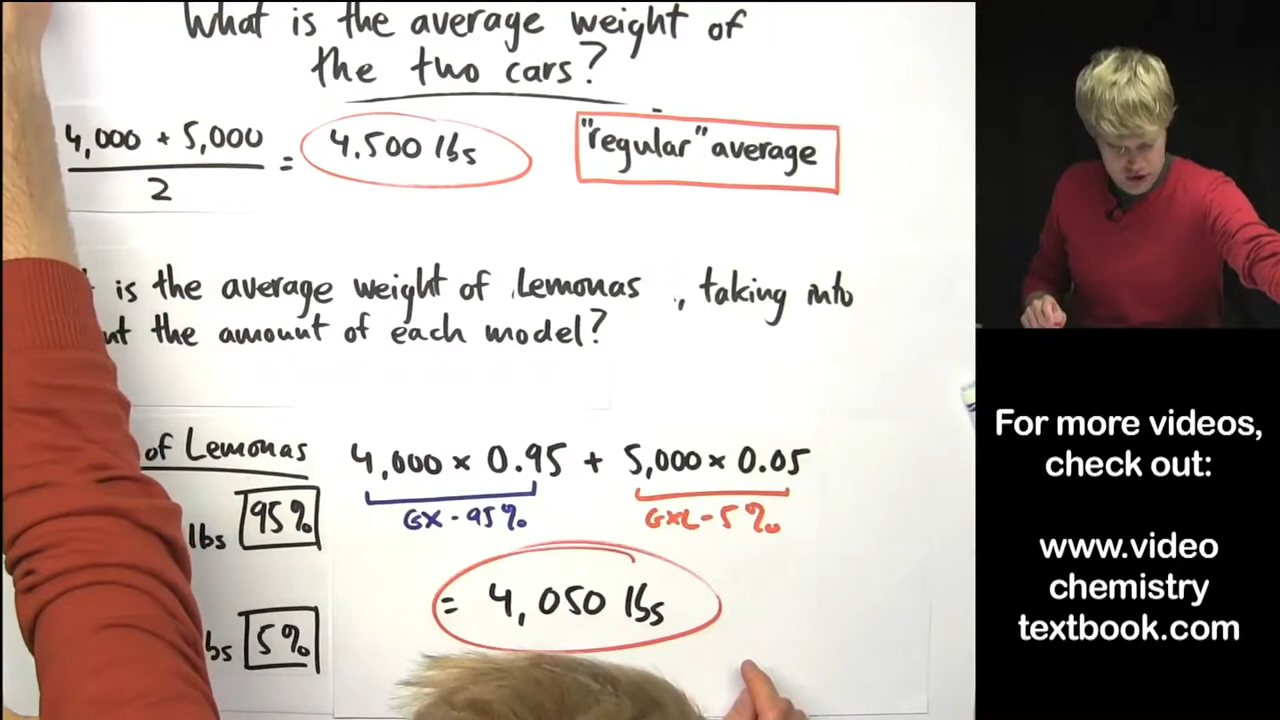 What is the average weight of
the two cars?
4,000 + 5,000
2
= 4.500 lbs
"regular" average
is the average weight of Lemonas , taking into
the amount of each model?
of Lemonas
4,000 × 0.95 + 5,000 × 0.05
GX - 95%
GXL - 5%
lbs 95%
= 4,050 lbs
5%
For more videos,
check out:
www.video
chemistry
textbook.com